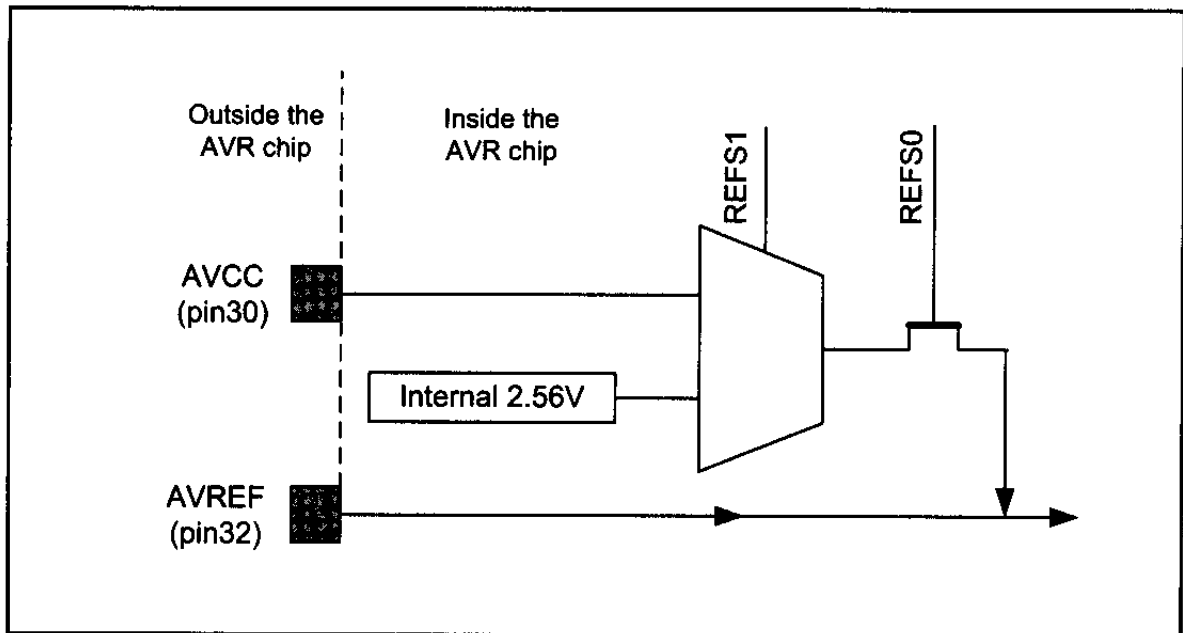 Outside the
AVR chip
Inside the
AVR chip
REFS1
REFS0
AVCC
(pin30)
Internal 2.56V
AVREF
(pin32)